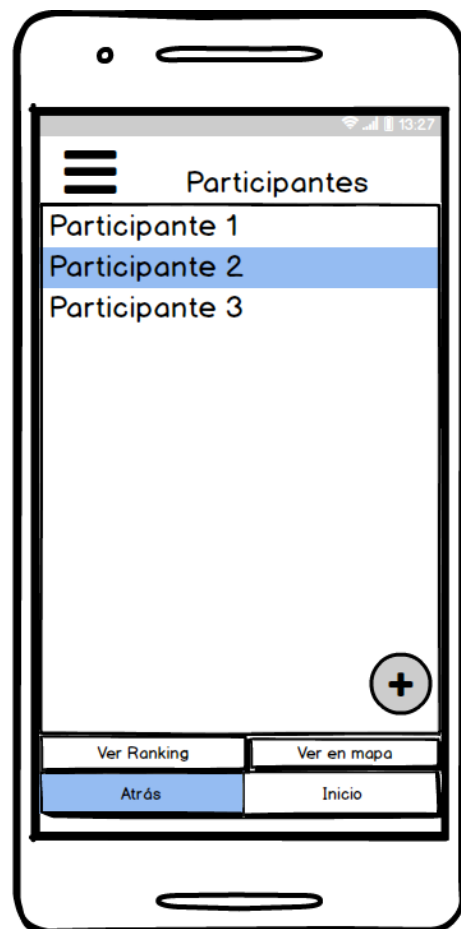 13:27
Participantes
Participante 1
Participante 2
Participante 3
+
Ver Ranking Ver en mapa
Atrás Inicio